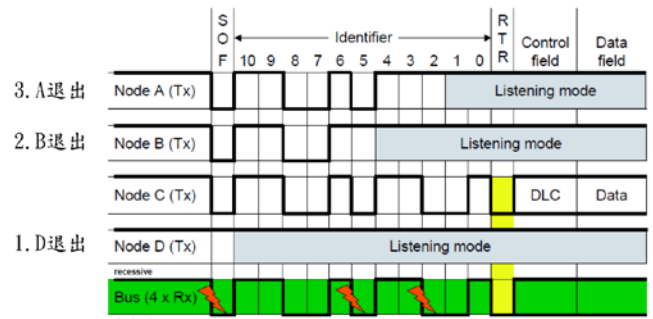 SOF
Identifier
RTR
Control field
Data field
10 9 8 7 6 5 4 3 2 1 0
3.A退出
Node A (Tx)
Listening mode
2.B退出
Node B (Tx)
Listening mode
Node C (Tx)
DLC
Data
1.D退出
Node D (Tx)
Listening mode
recessive
Bus (4 x Rx)